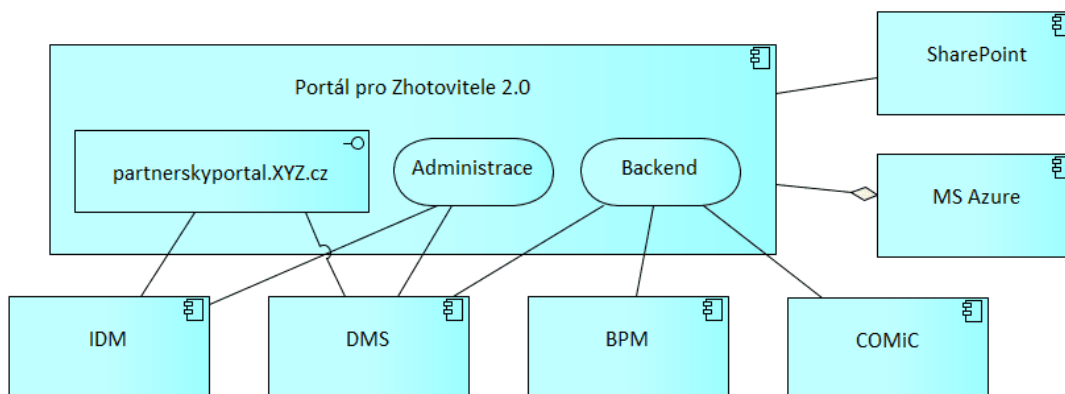 SharePoint
Portál pro Zhotovitele 2.0
partnerskyportal.XYZ.cz
Administrace
Backend
MS Azure
IDM
DMS
BPM
COMiC